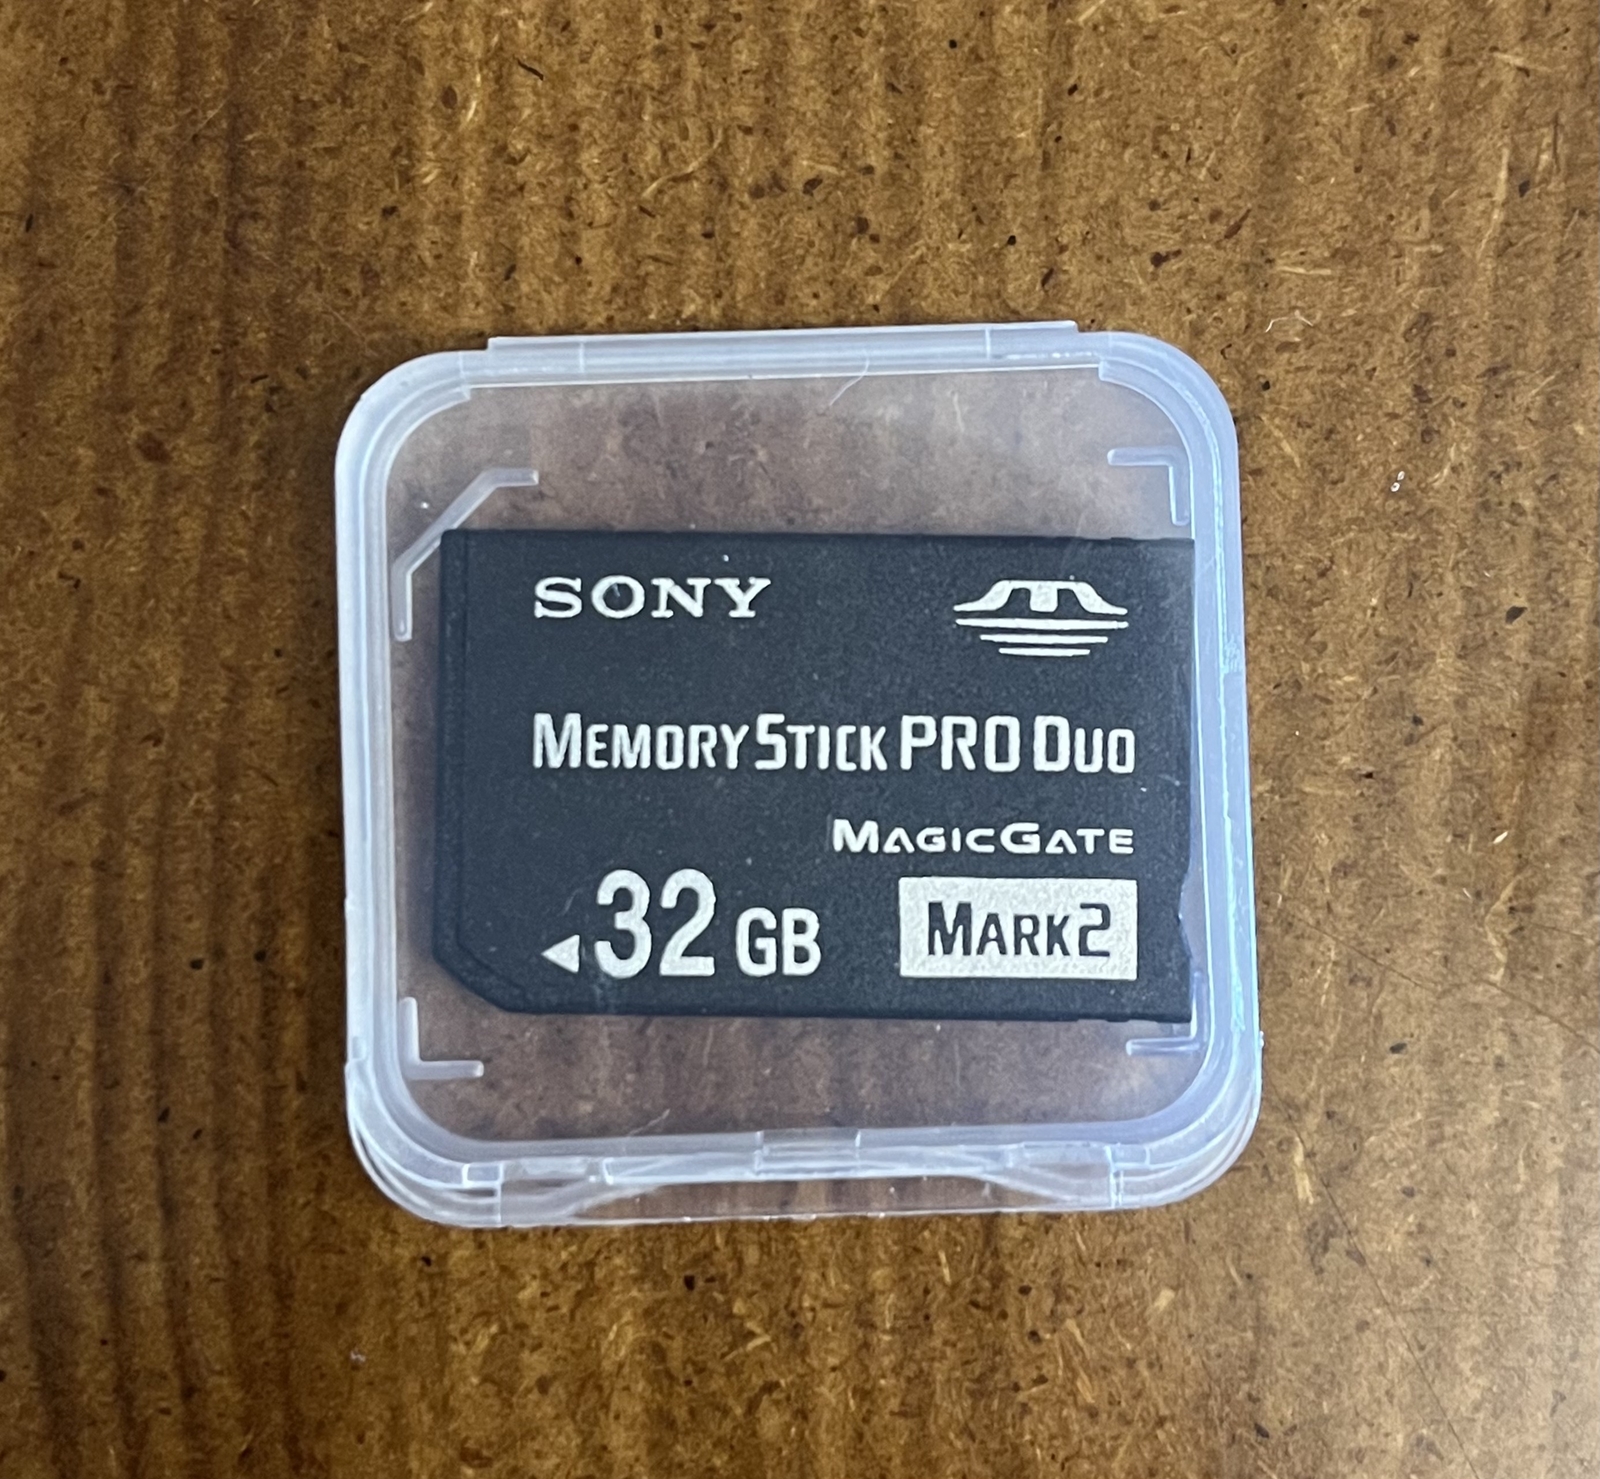 SONY
MEMORY STICK PRO DUO
MAGICGATE
32 GB MARK2